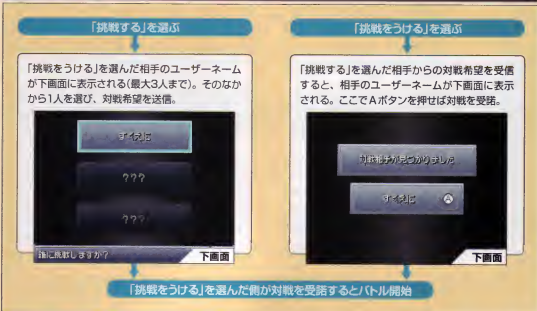 「挑戦する」を選ぶ
「挑戦をうける」を選んだ相手のユーザーネーム
が下画面に表示される(最大3人まで)。そのなか
から1人を選び、対戦希望を送信。
すイえに
???
???
誰に挑戦しますか?
下画面
「挑戦をうける」を選ぶ
「挑戦する」を選んだ相手からの対戦希望を受信
すると、相手のユーザーネームが下画面に表示
される。ここでAボタンを押せば対戦を受諾。
対戦相手が見つかりました
すイえに A
下画面
「挑戦をうける」を選んだ側が対戦を受諾するとバトル開始